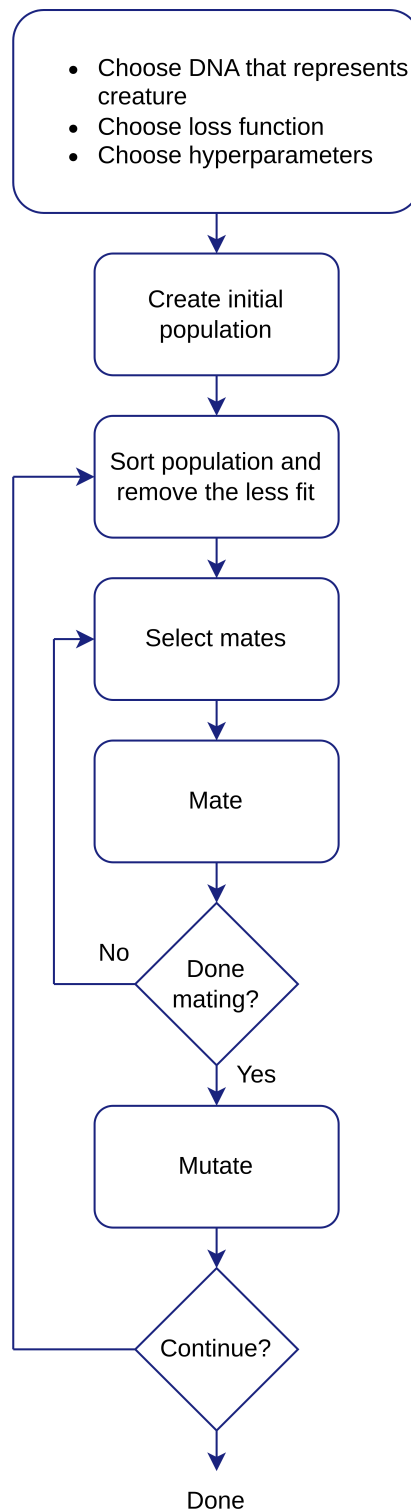 Choose DNA that represents
creature
Choose loss function
Choose hyperparameters
Create initial
population
Sort population and
remove the less fit
Select mates
Mate
No
Done
mating?
Yes
Mutate
Continue?
Done